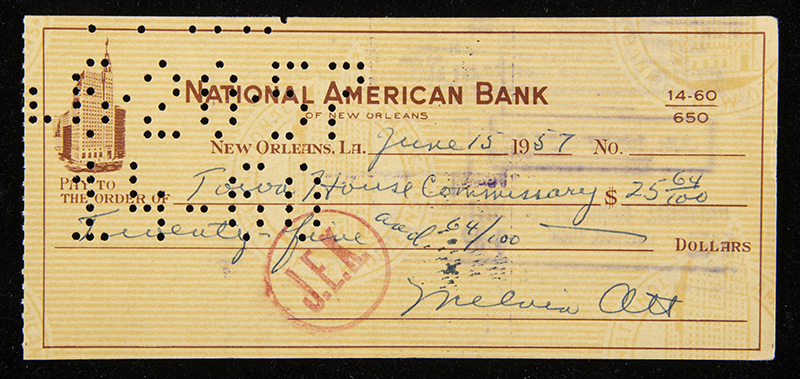 NATIONAL AMERICAN BANK
OF NEW ORLEANS
14-60
650
NEW ORLEANS, LA. June 15 1957 No.
PAY TO
THE ORDER OF Town House Commissary $ 25 64/100
Twenty-five and 64/100 DOLLARS
J.E.K.
Melvin Ott